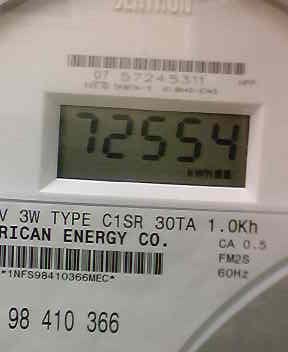 CENTRON
07 57245311
72554
kWh
V 3W TYPE C1SR 30TA 1.0Kh
RICAN ENERGY CO.
CA 0.5
FM2S
60Hz
*1NFS98410366MEC*
98 410 366